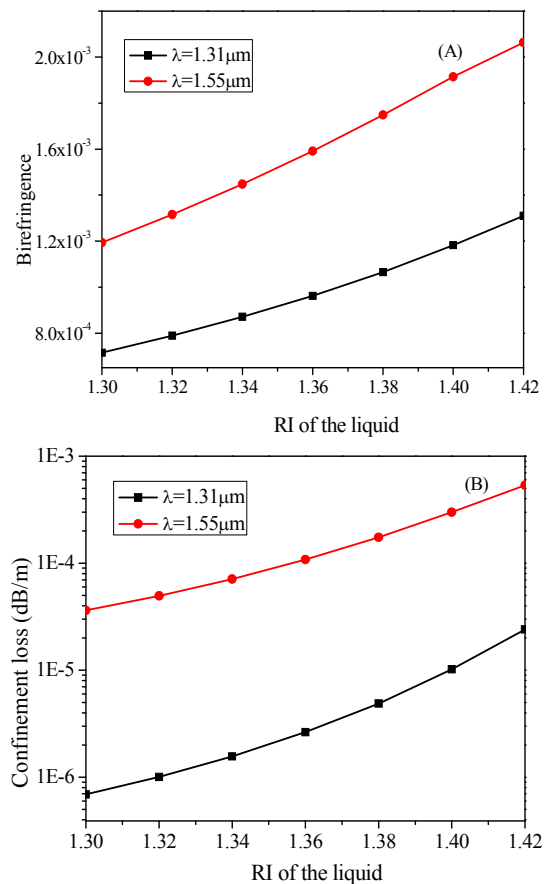 λ=1.31μm
λ=1.55μm
(A)
2.0x10⁻³
1.6x10⁻³
1.2x10⁻³
8.0x10⁻⁴
Birefringence
1.30 1.32 1.34 1.36 1.38 1.40 1.42
RI of the liquid
λ=1.31μm
λ=1.55μm
(B)
1E-3
1E-4
1E-5
1E-6
Confinement loss (dB/m)
1.30 1.32 1.34 1.36 1.38 1.40 1.42
RI of the liquid